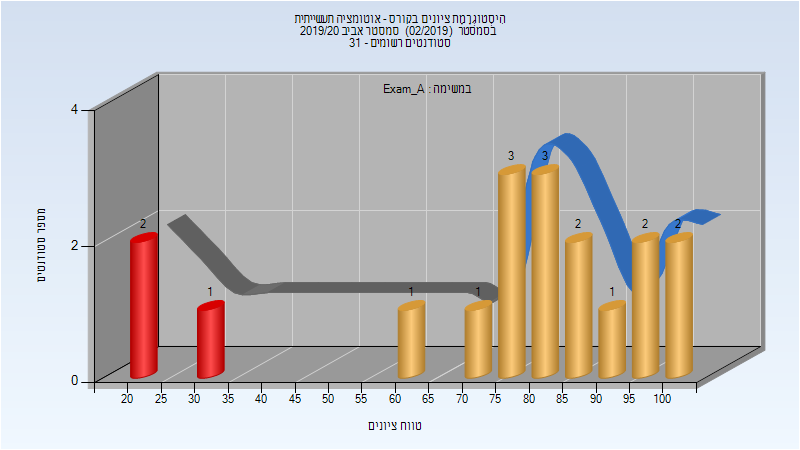 היסטוגרמת ציונים בקורס - אוטומציה תעשייתית
בסמסטר (02/2019) סמסטר אביב 2019/20
סטודנטים רשומים - 31
במשימה : Exam_A
מספר סטודנטים
4
2
0
2
1
1
1
3
3
2
1
2
2
20 25 30 35 40 45 50 55 60 65 70 75 80 85 90 95 100
טווח ציונים